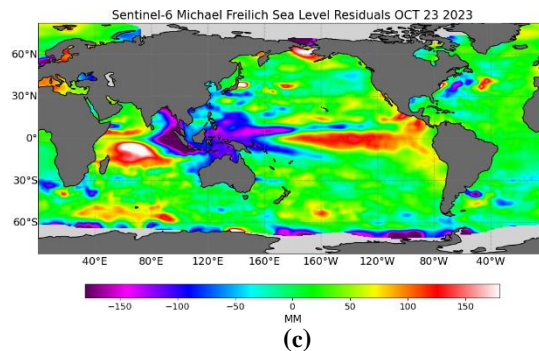 Sentinel-6 Michael Freilich Sea Level Residuals OCT 23 2023
60°N
30°N
0°
30°S
60°S
40°E 80°E 120°E 160°E 160°W 120°W 80°W 40°W
−150 −100 −50 0 50 100 150
MM
(c)